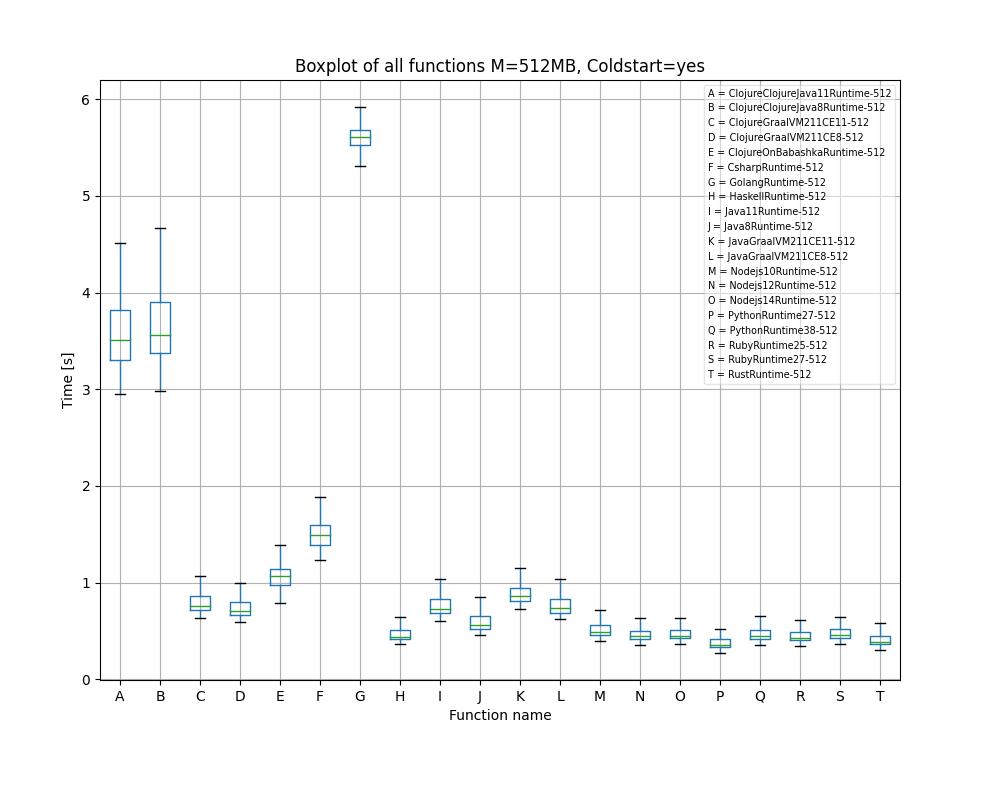 Boxplot of all functions M=512MB, Coldstart=yes
A = ClojureClojureJava11Runtime-512
B = ClojureClojureJava8Runtime-512
C = ClojureGraalVM211CE11-512
D = ClojureGraalVM211CE8-512
E = ClojureOnBabashkaRuntime-512
F = CsharpRuntime-512
G = GolangRuntime-512
H = HaskellRuntime-512
I = Java11Runtime-512
J = Java8Runtime-512
K = JavaGraalVM211CE11-512
L = JavaGraalVM211CE8-512
M = Nodejs10Runtime-512
N = Nodejs12Runtime-512
O = Nodejs14Runtime-512
P = PythonRuntime27-512
Q = PythonRuntime38-512
R = RubyRuntime25-512
S = RubyRuntime27-512
T = RustRuntime-512
6
5
4
3
2
1
0
Time [s]
A B C D E F G H I J K L M N O P Q R S T
Function name